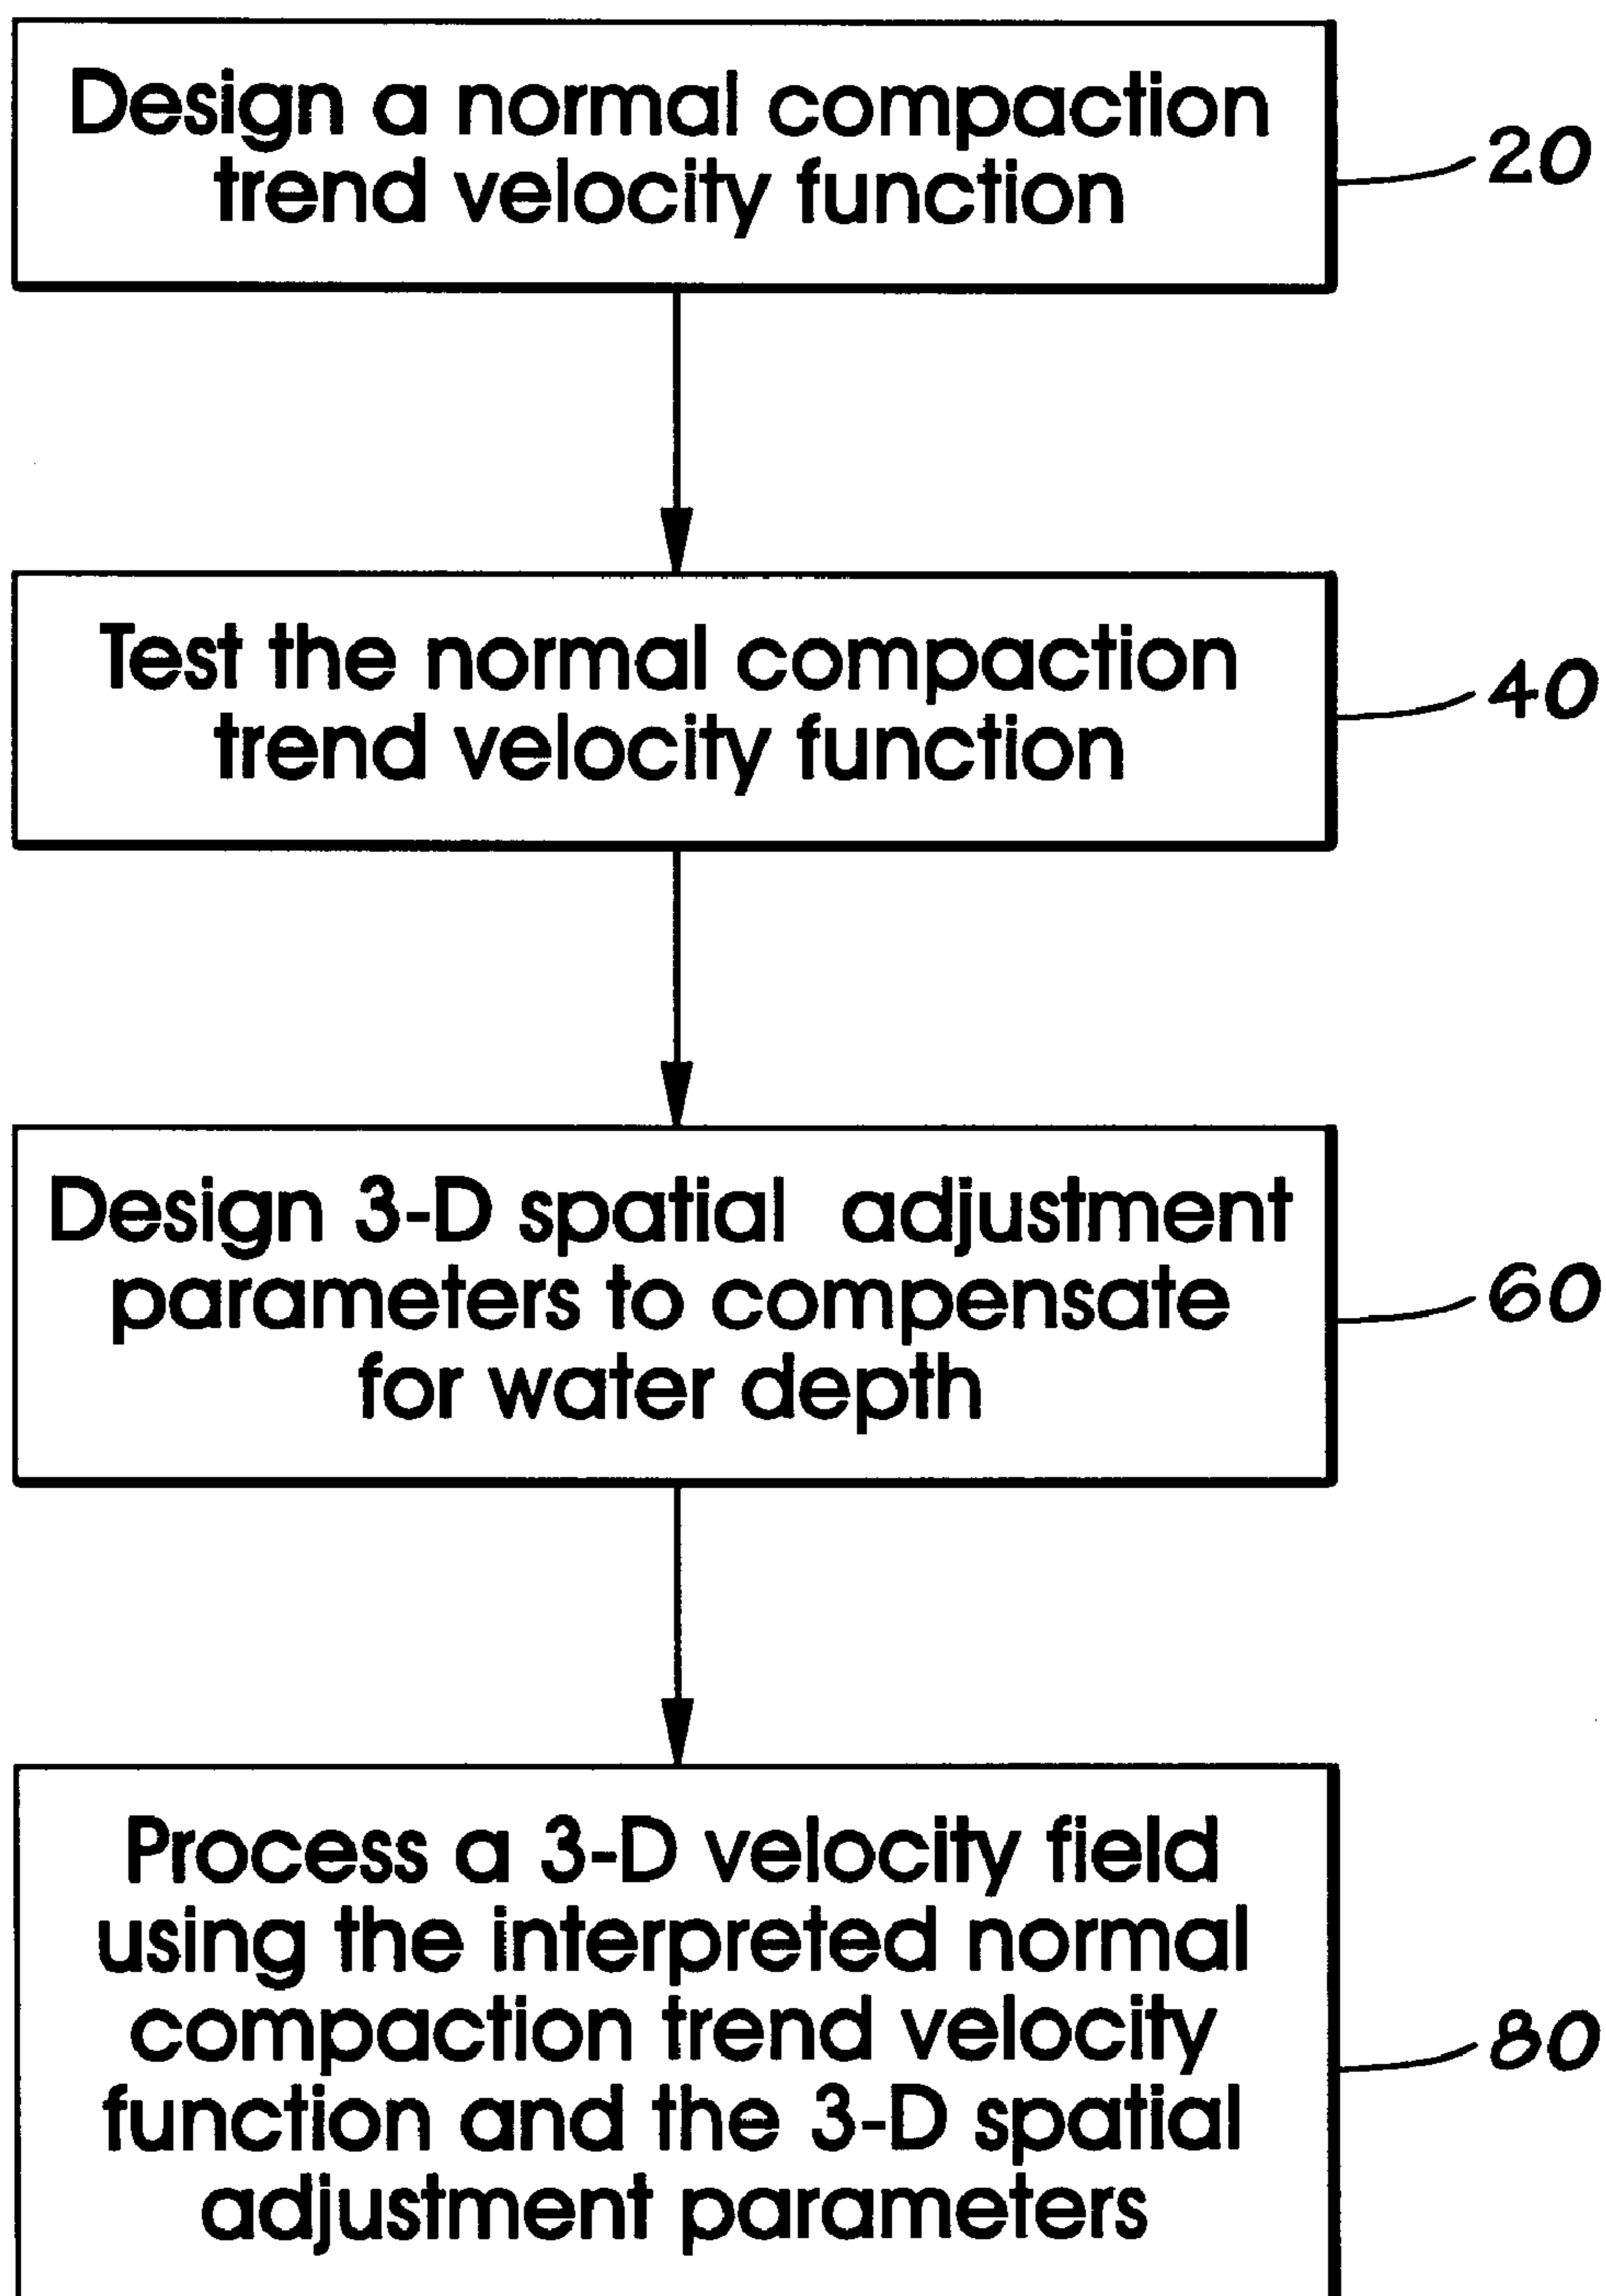 Design a normal compaction
trend velocity function
20
Test the normal compaction
trend velocity function
40
Design 3-D spatial adjustment
parameters to compensate
for water depth
60
Process a 3-D velocity field
using the interpreted normal
compaction trend velocity
function and the 3-D spatial
adjustment parameters
80